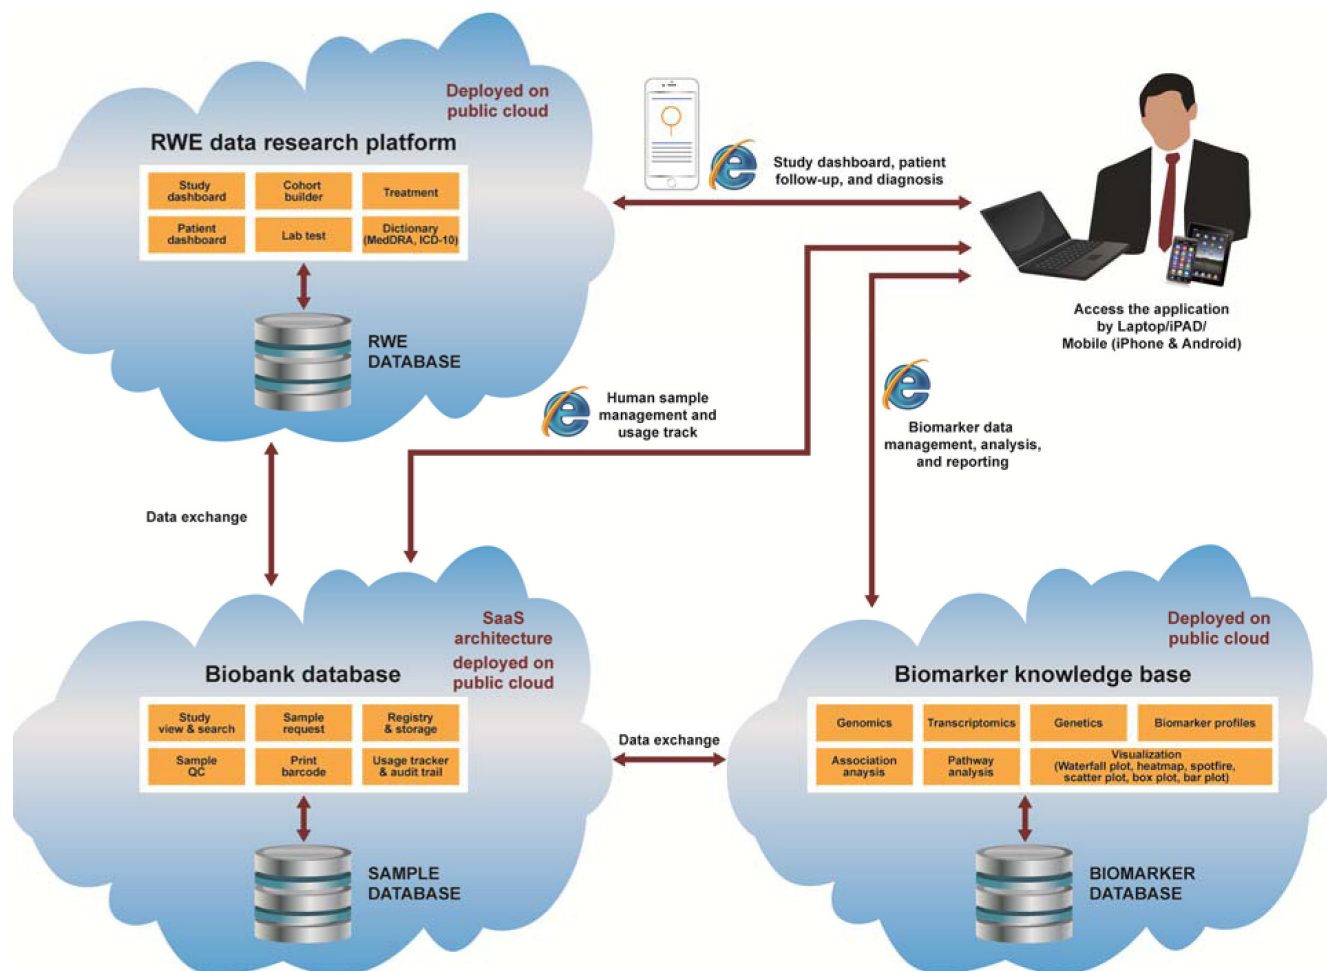 Deployed on
public cloud
RWE data research platform
Study
dashboard
Cohort
builder
Treatment
Patient
dashboard
Lab test
Dictionary
(MedDRA, ICD-10)
RWE
DATABASE
Study dashboard, patient
follow-up, and diagnosis
Access the application
by Laptop/iPAD/
Mobile (iPhone & Android)
Human sample
management and
usage track
Biomarker data
management, analysis,
and reporting
Data exchange
SaaS
architecture
deployed on
public cloud
Biobank database
Study
view & search
Sample
request
Registry
& storage
Sample
QC
Print
barcode
Usage tracker
& audit trail
SAMPLE
DATABASE
Data exchange
Deployed on
public cloud
Biomarker knowledge base
Genomics
Transcriptomics
Genetics
Biomarker profiles
Association
anaysis
Pathway
analysis
Visualization
(Waterfall plot, heatmap, spotfire,
scatter plot, box plot, bar plot)
BIOMARKER
DATABASE